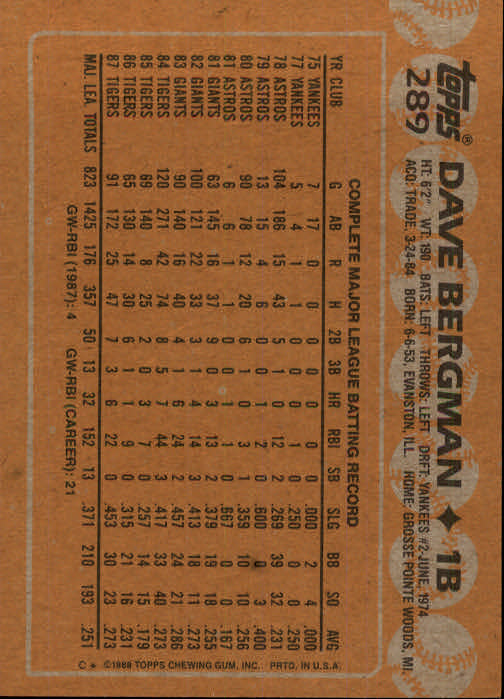 topps®
289
DAVE BERGMAN ✦ 1B
HT: 6'2" WT: 190 BATS: LEFT THROWS: LEFT DRFT: YANKEES #2-JUNE, 1974
ACQ: TRADE, 3-24-84 BORN: 6-6-53, EVANSTON, ILL. HOME: GROSSE POINTE WOODS, MI.
COMPLETE MAJOR LEAGUE BATTING RECORD
YR CLUB G AB R H 2B 3B HR RBI SB SLG BB SO AVG
75 YANKEES 7 17 0 0 0 0 0 0 0 .000 2 4 .000
77 YANKEES 5 4 1 1 0 0 0 1 0 .250 0 0 .250
78 ASTROS 104 186 15 43 5 1 0 12 2 .269 39 32 .231
79 ASTROS 13 15 4 6 0 0 1 2 0 .600 0 3 .400
80 ASTROS 90 78 12 20 6 1 0 3 1 .359 10 10 .256
81 ASTROS 6 6 1 1 0 0 1 1 0 .667 0 0 .167
81 GIANTS 63 145 16 37 9 0 3 13 2 .379 19 18 .255
82 GIANTS 100 121 22 33 3 1 4 14 3 .413 18 11 .273
83 GIANTS 90 140 16 40 4 1 6 24 2 .457 24 21 .286
84 TIGERS 120 271 42 74 8 5 7 44 3 .417 33 40 .273
85 TIGERS 69 140 8 25 2 0 3 7 0 .257 14 15 .179
86 TIGERS 65 130 14 30 6 1 1 9 0 .315 21 16 .231
87 TIGERS 91 172 25 47 7 3 6 22 0 .453 30 23 .273
MAJ. LEA. TOTALS 823 1425 176 357 50 13 32 152 13 .371 210 193 .251
GW-RBI (1987): 4 GW-RBI (CAREER): 21
C * ©1988 TOPPS CHEWING GUM, INC. PRTD. IN U.S.A.